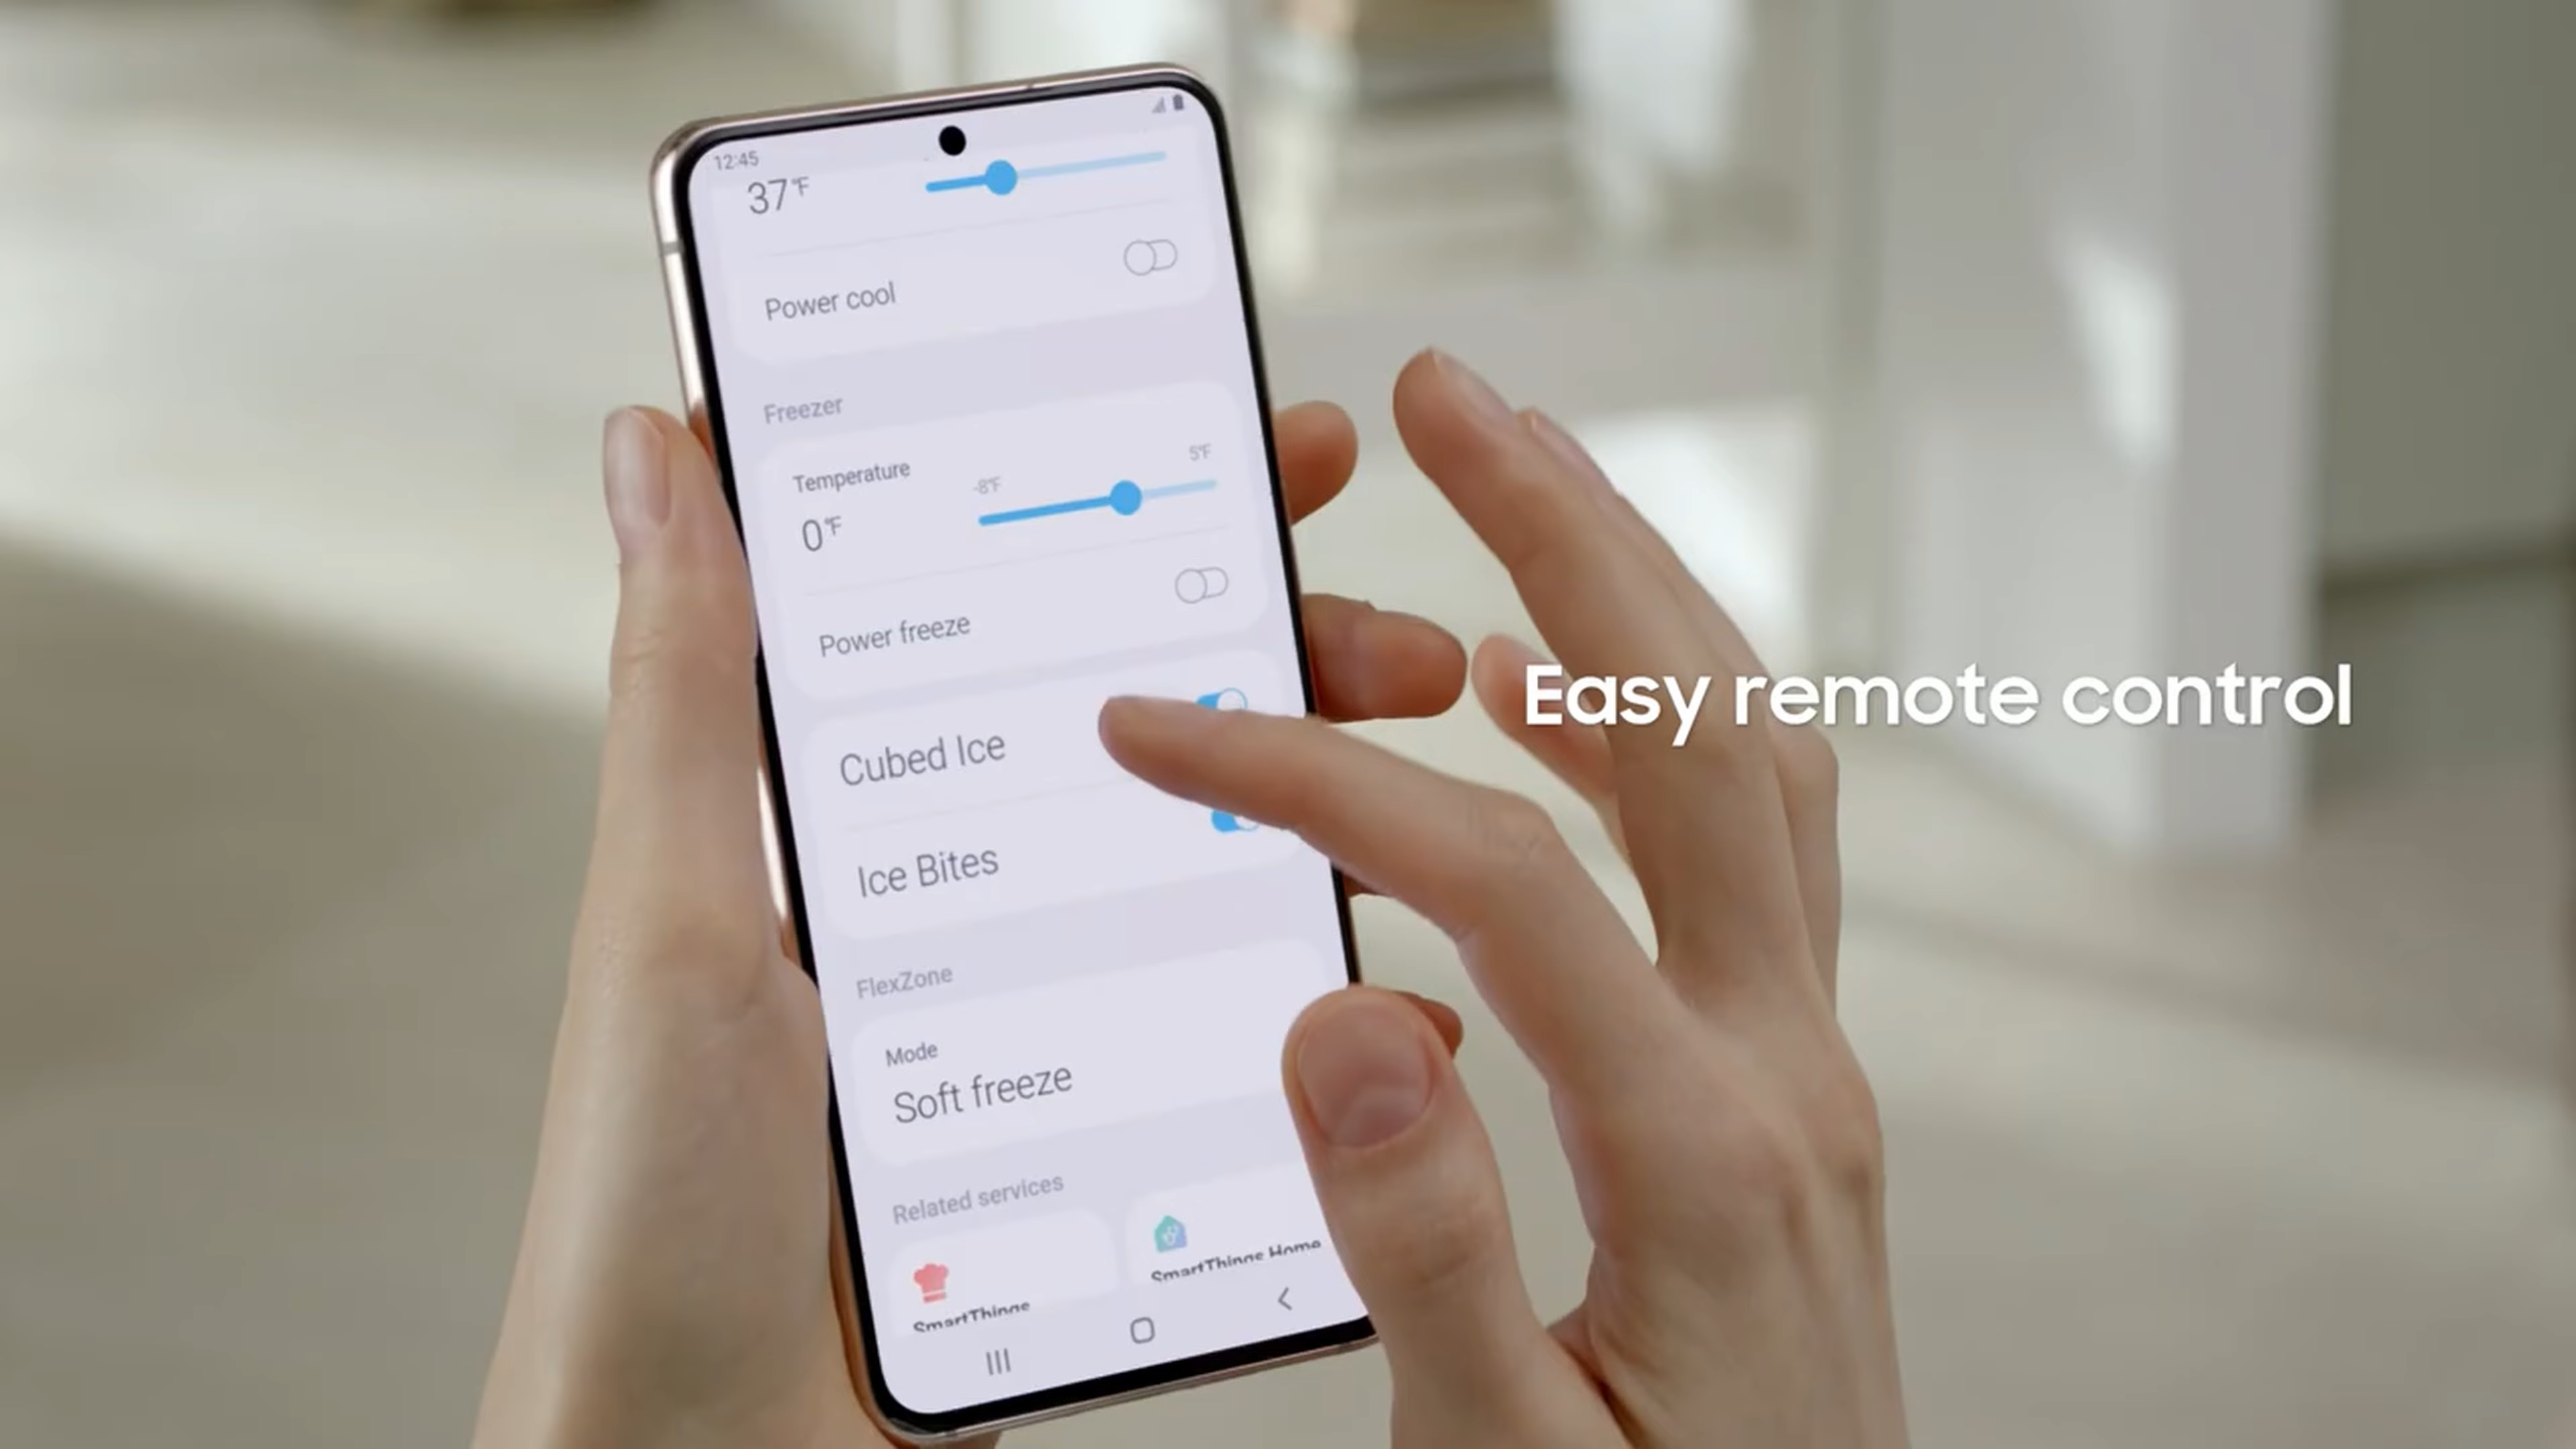 12:45
37°F
Power cool
Freezer
Temperature
-8°F
5°F
0°F
Power freeze
Cubed Ice
Ice Bites
FlexZone
Mode
Soft freeze
Related services
SmartThings
SmartThings Home
Easy remote control